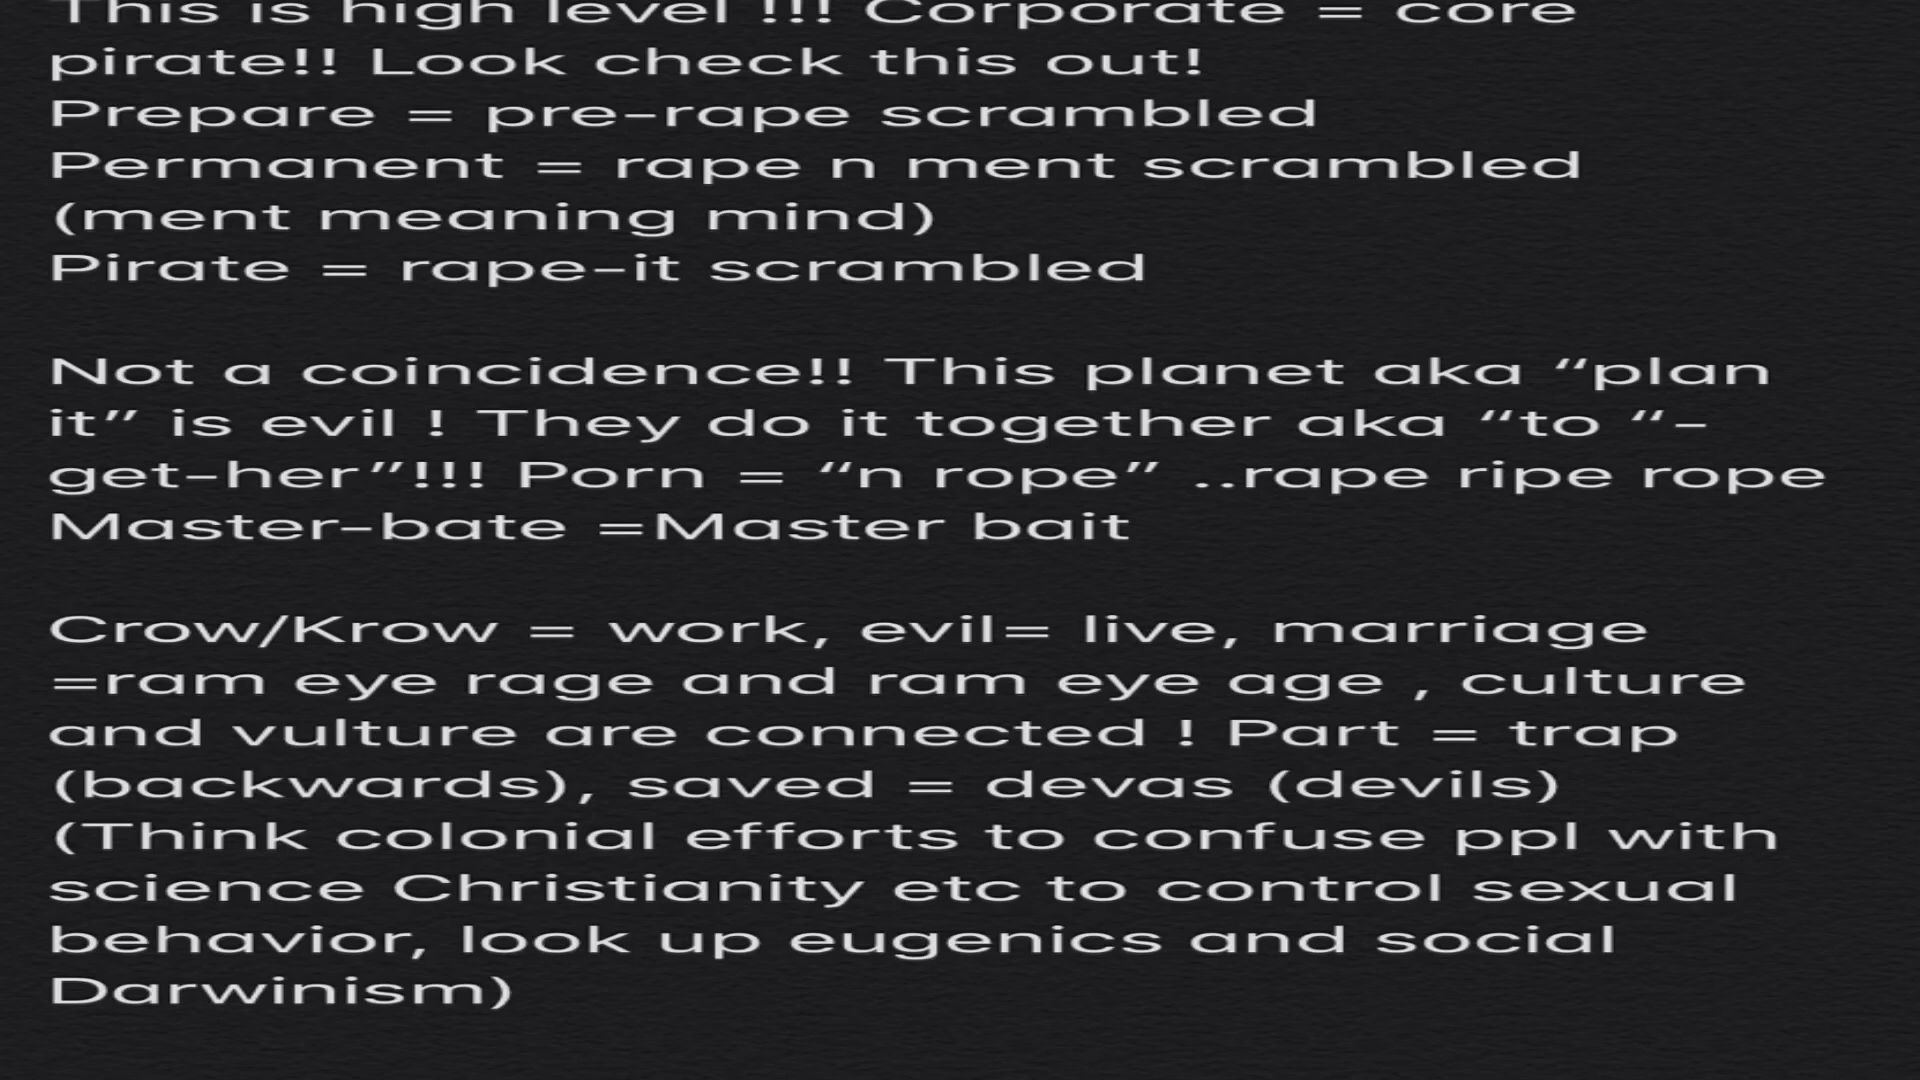 This is high level !!! Corporate = core
pirate!! Look check this out!
Prepare = pre-rape scrambled
Permanent = rape n ment scrambled
(ment meaning mind)
Pirate = rape-it scrambled
Not a coincidence!! This planet aka “plan
it” is evil ! They do it together aka “to “-
get-her”!!! Porn = “n rope” ..rape ripe rope
Master-bate =Master bait
Crow/Krow = work, evil= live, marriage
=ram eye rage and ram eye age , culture
and vulture are connected ! Part = trap
(backwards), saved = devas (devils)
(Think colonial efforts to confuse ppl with
science Christianity etc to control sexual
behavior, look up eugenics and social
Darwinism)